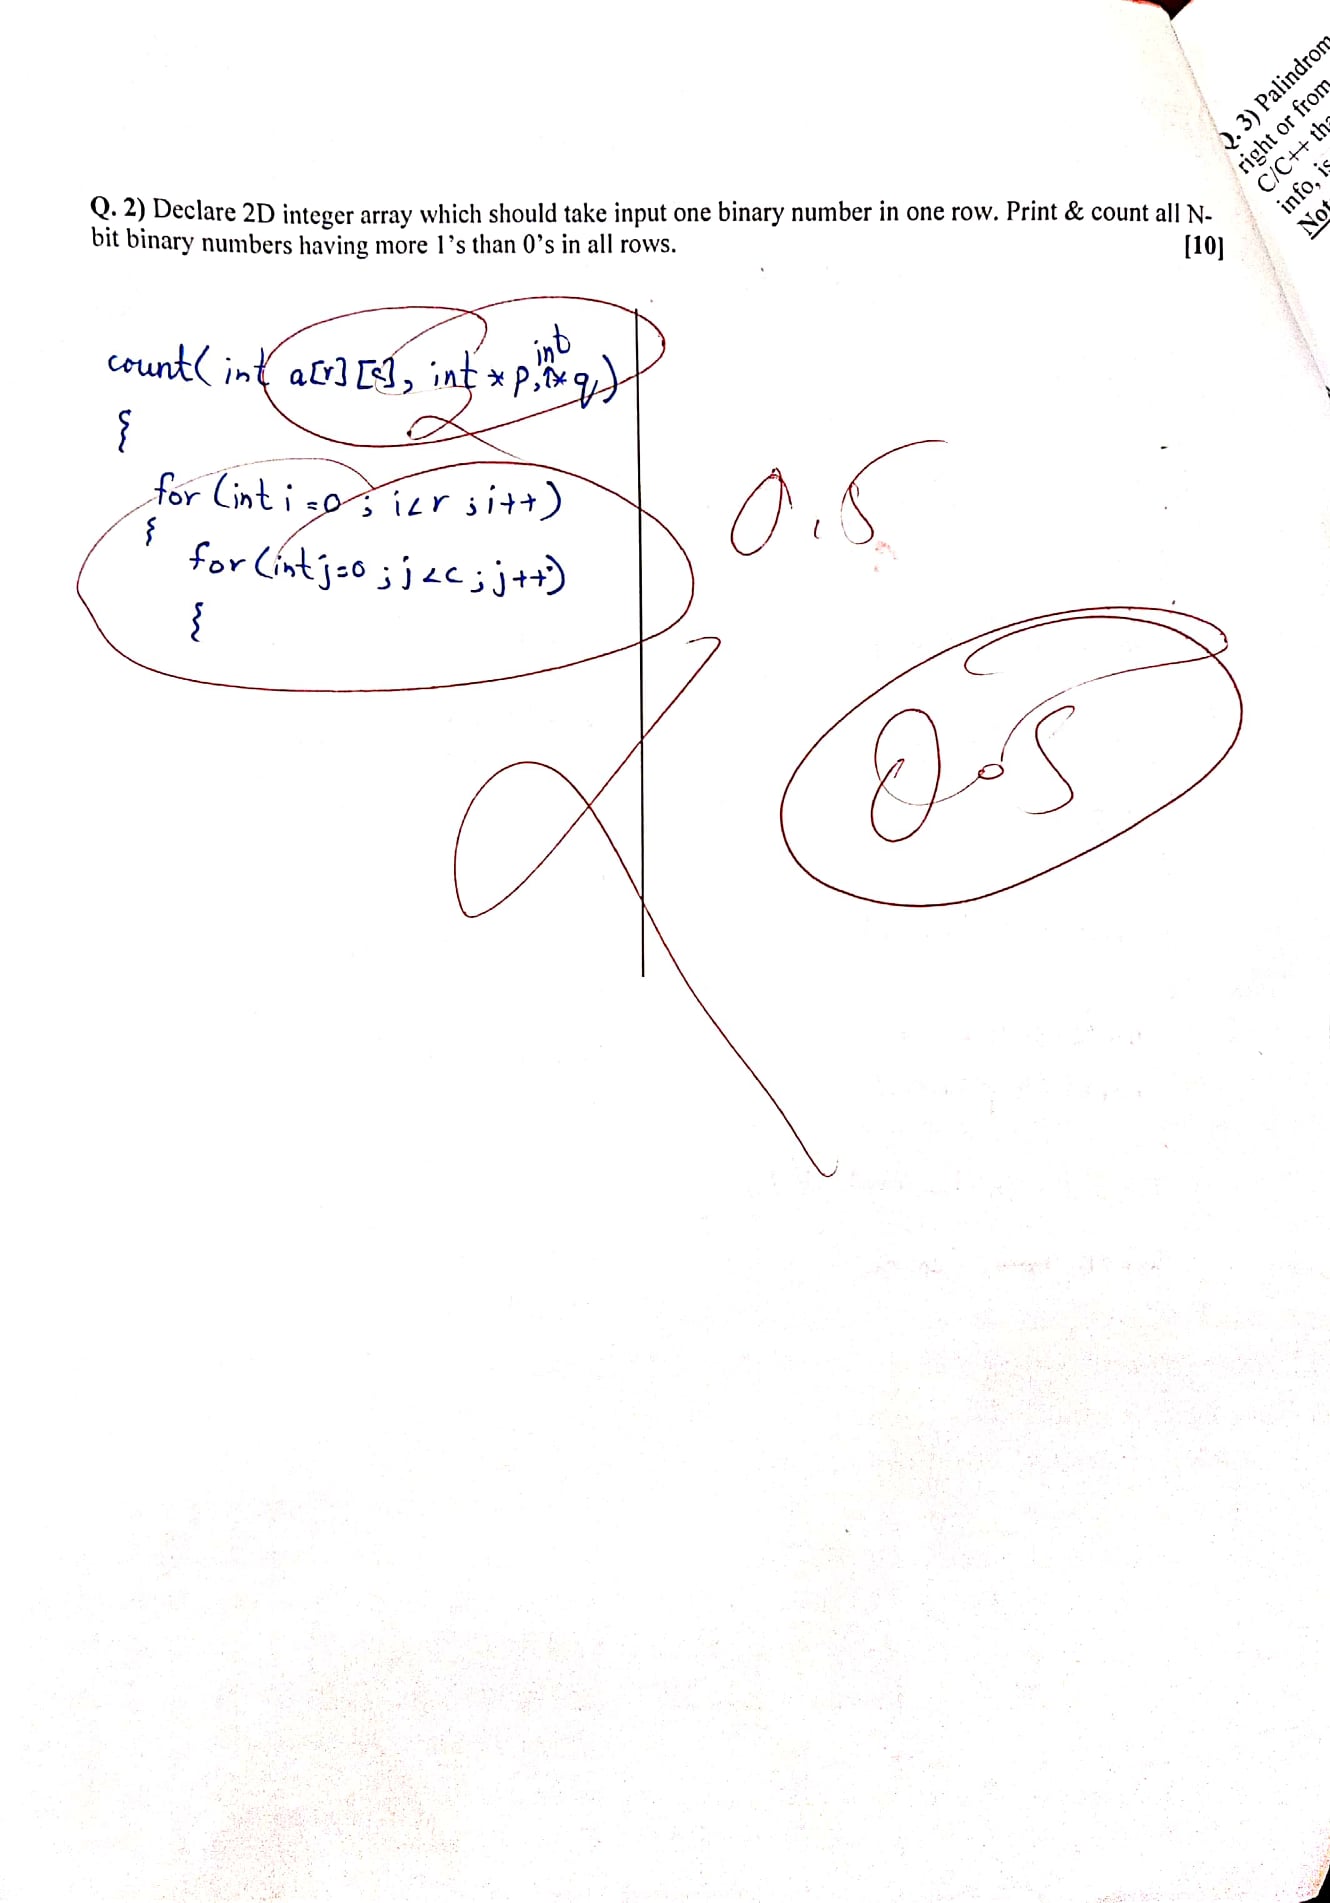 Q. 3) Palindrom
right or from
C/C++ tha
info, is
Not
Q. 2) Declare 2D integer array which should take input one binary number in one row. Print & count all N-
bit binary numbers having more 1's than 0's in all rows. [10]
count( int a[r][c], int *p, int *q)
{
for (int i=0; i<r; i++)
{
for (int j=0; j<c; j++)
{
0.5
0.5